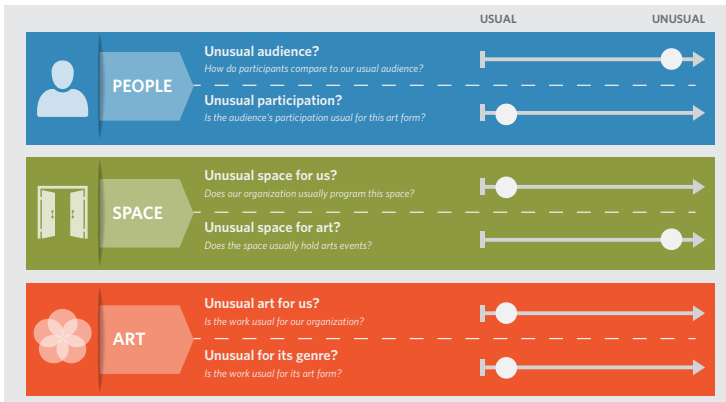 USUAL UNUSUAL
PEOPLE
Unusual audience?
How do participants compare to our usual audience?
Unusual participation?
Is the audience's participation usual for this art form?
SPACE
Unusual space for us?
Does our organization usually program this space?
Unusual space for art?
Does the space usually hold arts events?
ART
Unusual art for us?
Is the work usual for our organization?
Unusual for its genre?
Is the work usual for its art form?